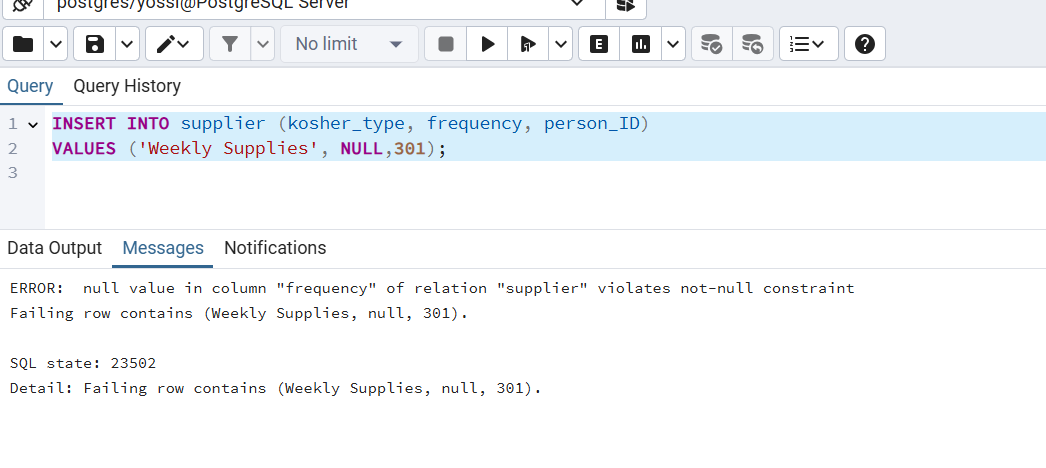 postgres/yossi@PostgreSQL Server
No limit
E
Query Query History
1 INSERT INTO supplier (kosher_type, frequency, person_ID)
2 VALUES ('Weekly Supplies', NULL,301);
3
Data Output Messages Notifications
ERROR:  null value in column "frequency" of relation "supplier" violates not-null constraint
Failing row contains (Weekly Supplies, null, 301).
SQL state: 23502
Detail: Failing row contains (Weekly Supplies, null, 301).